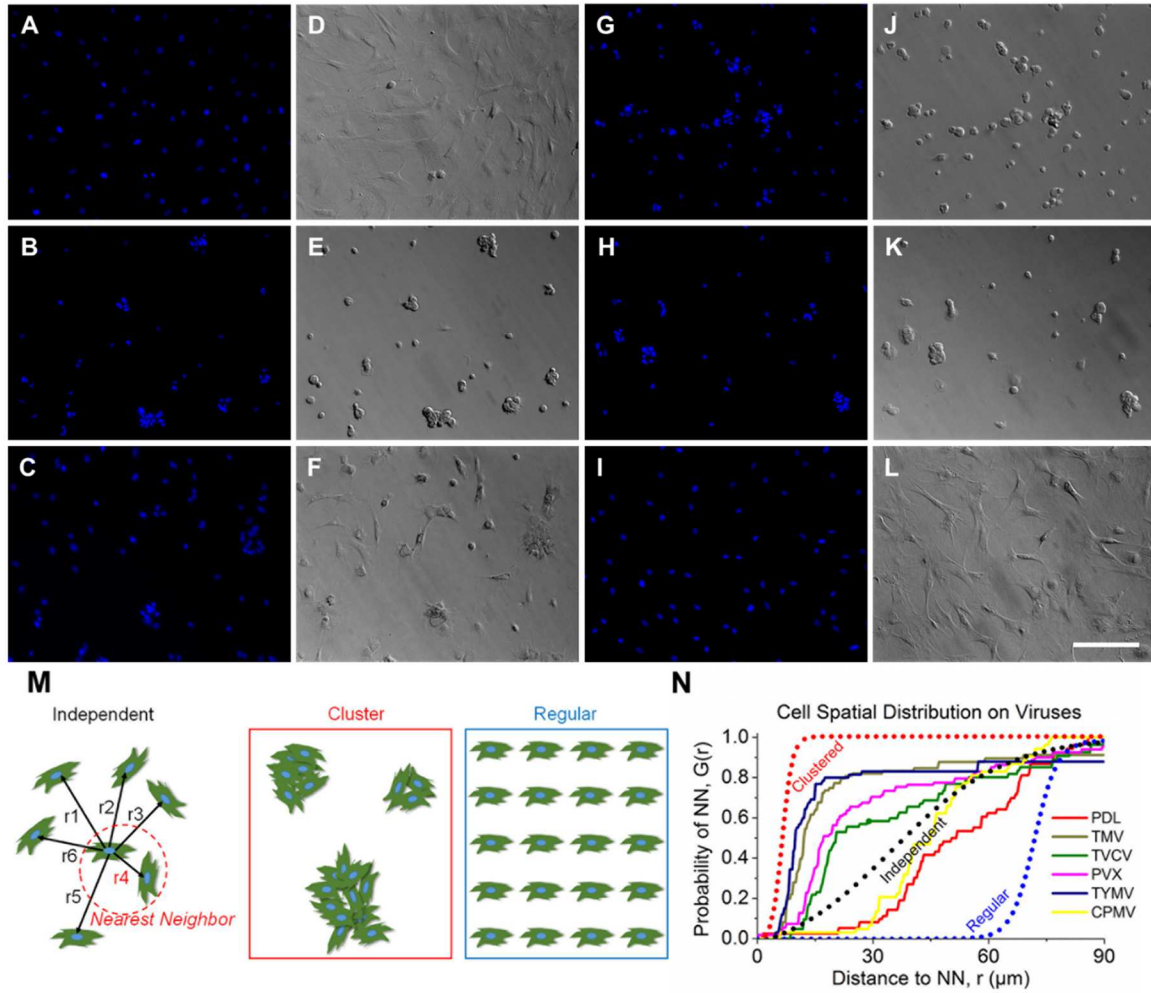 A
D
G
J
B
E
H
K
C
F
I
L
M
Independent
Cluster
Regular
r1
r2
r3
r6
r4
r5
Nearest Neighbor
N
Cell Spatial Distribution on Viruses
Probability of NN, G(r)
1.0
0.8
0.6
0.4
0.2
0.0
Clustered
Independent
Regular
PDL
TMV
TVCV
PVX
TYMV
CPMV
0
30
60
90
Distance to NN, r (µm)